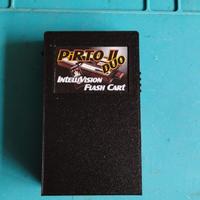 PiRTO II
DUO
INTELLIVISION
FLASH CART